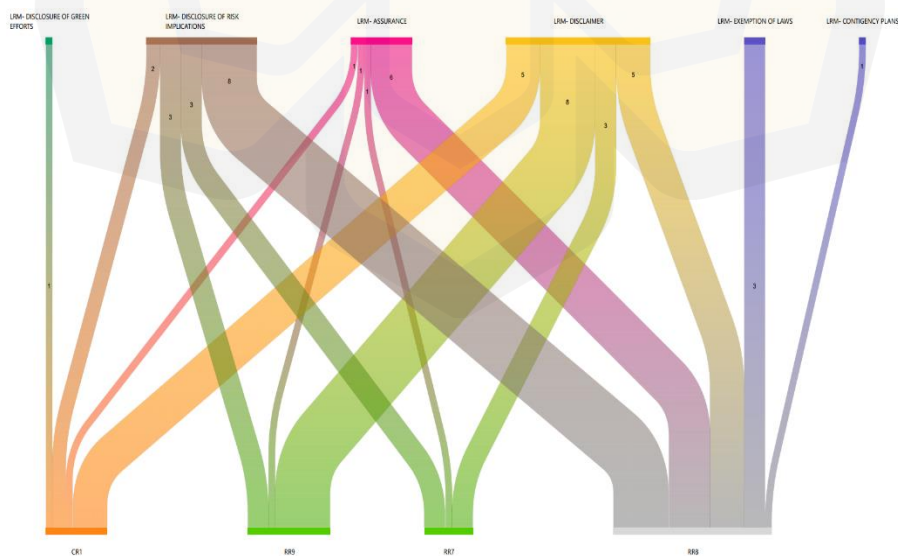 LRM- DISCLOSURE OF GREEN
EFFORTS
LRM- DISCLOSURE OF RISK
IMPLICATIONS
LRM- ASSURANCE
LRM- DISCLAIMER
LRM- EXEMPTION OF LAWS
LRM- CONTIGENCY PLANS
2
3
3
8
1
1
1
6
5
8
3
5
1
1
3
CR1
RR9
RR7
RR8